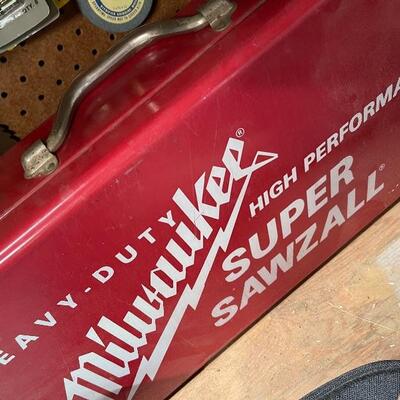 EAVY-DUTY
Milwaukee®
HIGH PERFORMA
SUPER
SAWZALL®